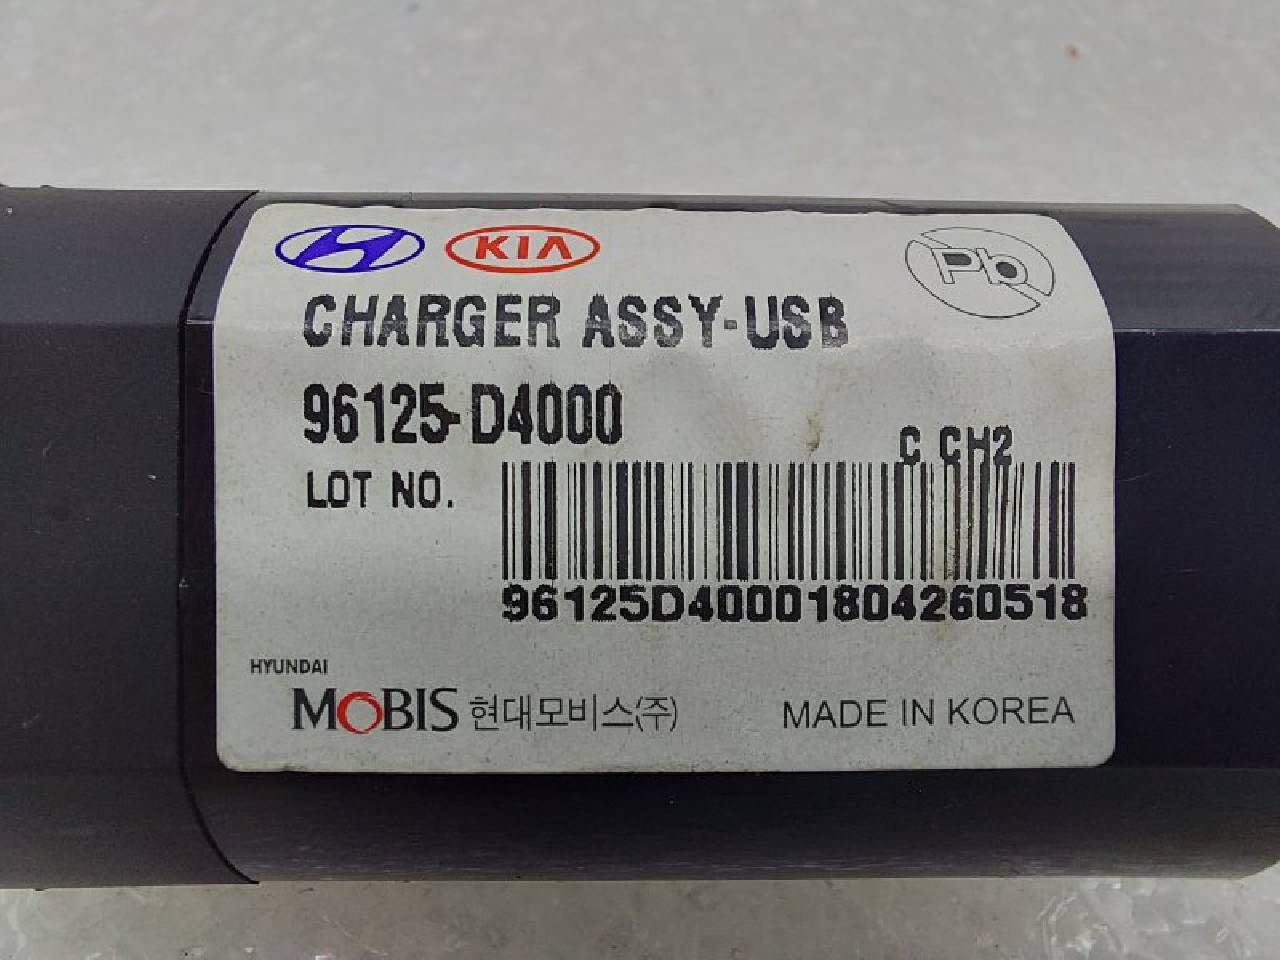 KIA
Pb
CHARGER ASSY-USB
96125-D4000
C CH2
LOT NO.
96125D40001804260518
HYUNDAI
MOBIS 현대모비스(주)
MADE IN KOREA